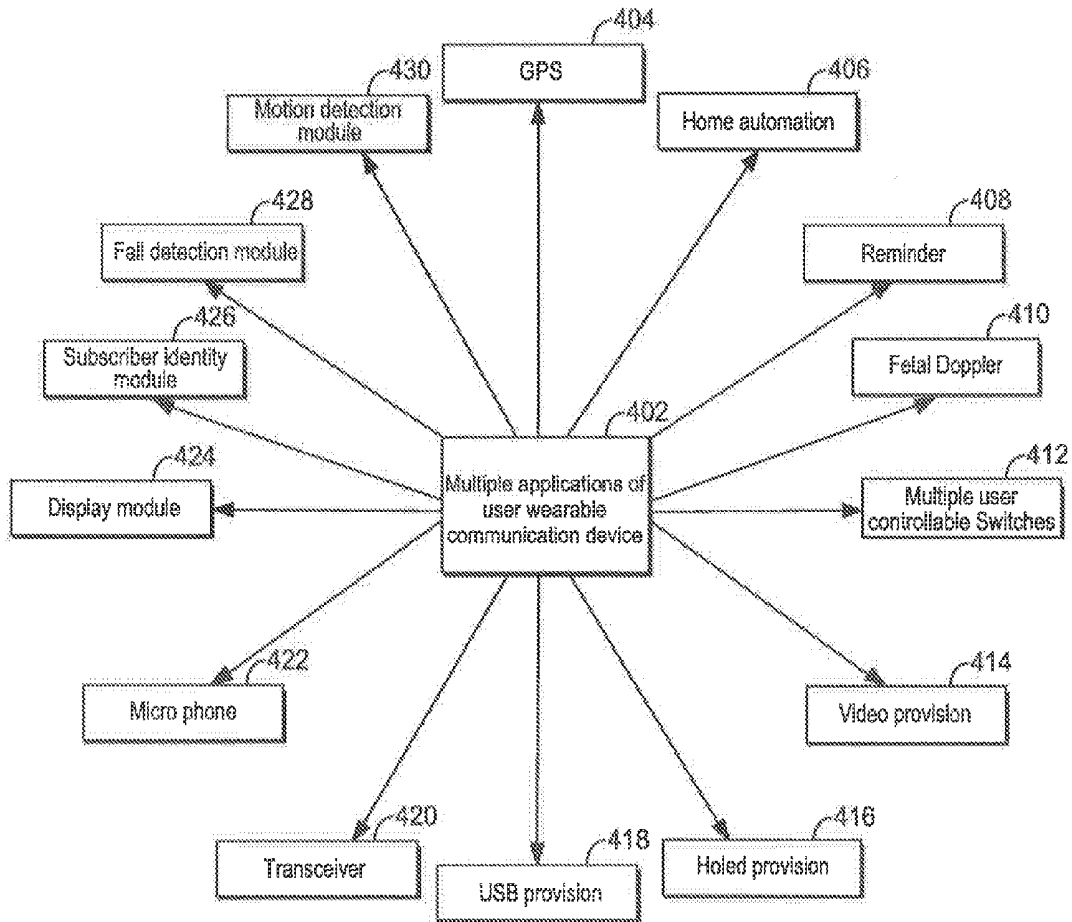 404
GPS
430
Motion detection
module
406
Home automation
428
Fall detection module
408
Reminder
426
Subscriber identity
module
410
Fetal Doppler
402
Multiple applications of
user wearable
communication device
424
Display module
412
Multiple user
controllable Switches
422
Micro phone
414
Video provision
420
Transceiver
418
USB provision
416
Holed provision